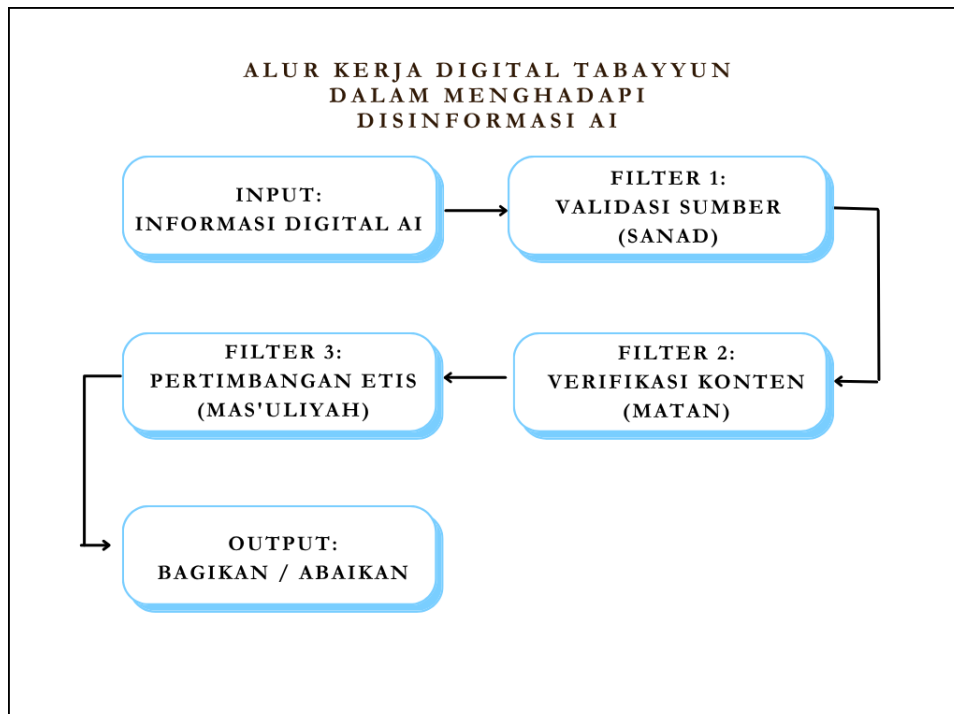 ALUR KERJA DIGITAL TABAYYUN
DALAM MENGHADAPI
DISINFORMASI AI
INPUT:
INFORMASI DIGITAL AI
FILTER 1:
VALIDASI SUMBER
(SANAD)
FILTER 2:
VERIFIKASI KONTEN
(MATAN)
FILTER 3:
PERTIMBANGAN ETIS
(MAS'ULIYAH)
OUTPUT:
BAGIKAN / ABAIKAN